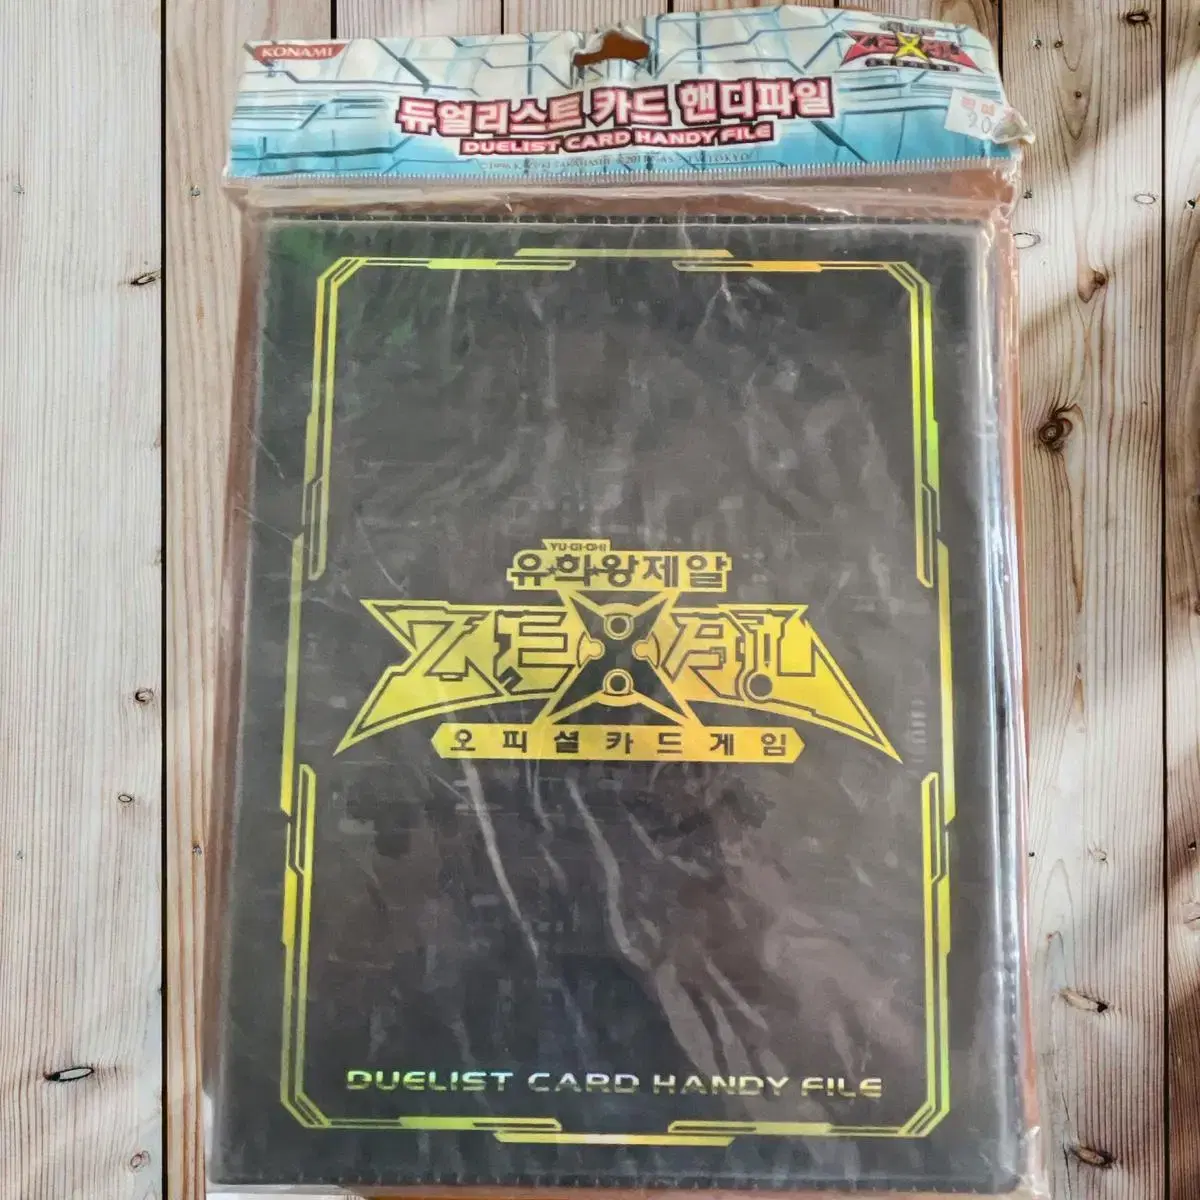 KONAMI
ZEXAL
듀얼리스트 카드 핸디파일
DUELIST CARD HANDY FILE
YU-GI-OH!
유희왕제알
ZEXAL
오피셜카드게임
DUELIST CARD HANDY FILE